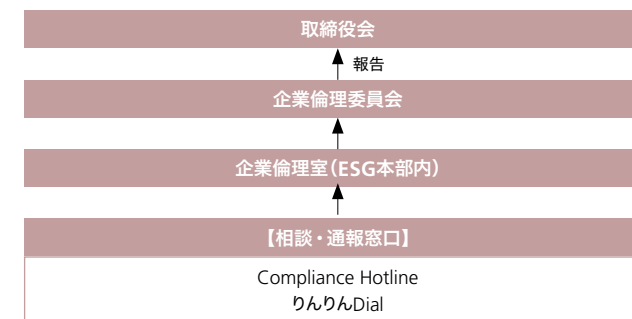 取締役会
報告
企業倫理委員会
企業倫理室（ESG本部内）
【相談・通報窓口】
Compliance Hotline
りんりんDial